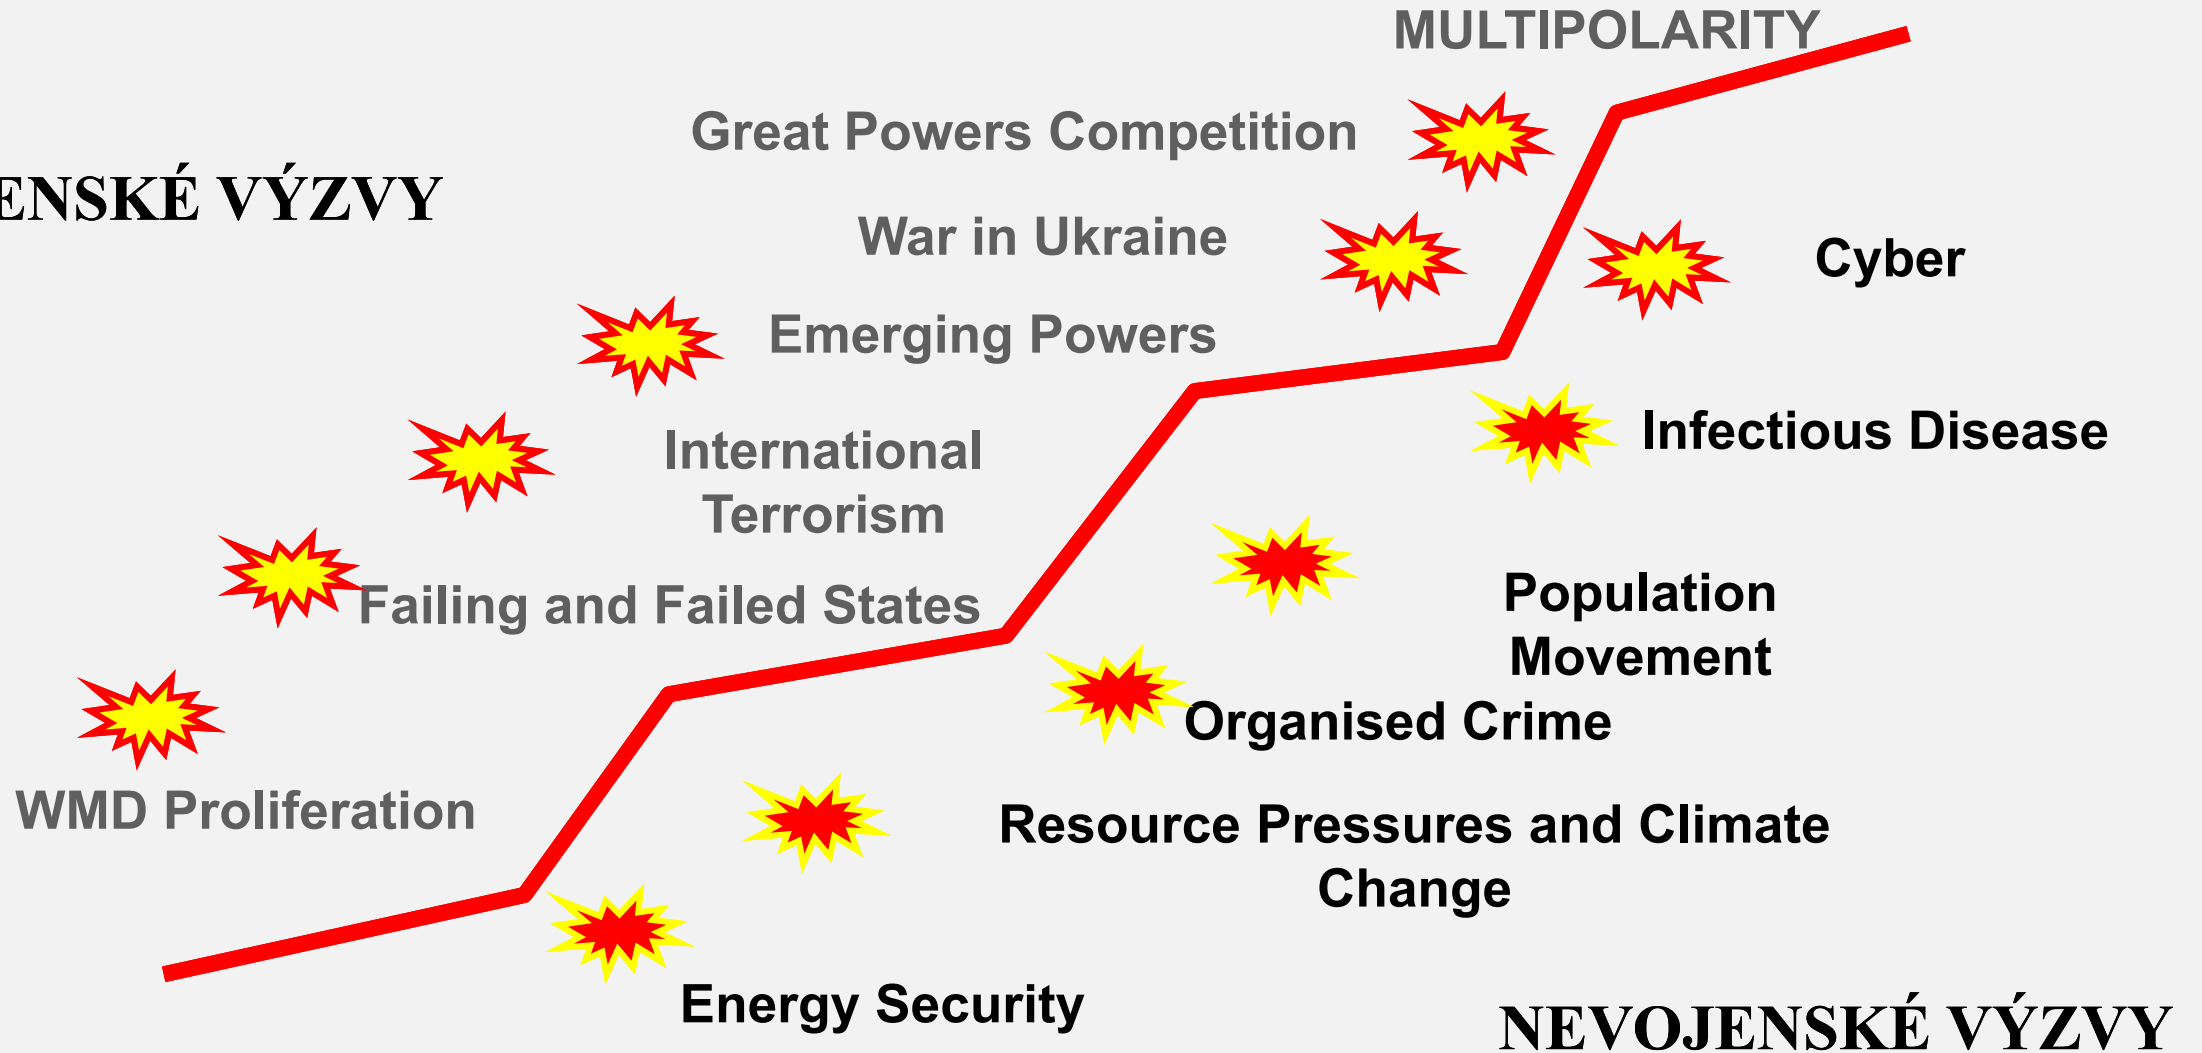 MULTIPOLARITY
Great Powers Competition
ENSKÉ VÝZVY
War in Ukraine
Cyber
Emerging Powers
Infectious Disease
International
Terrorism
Failing and Failed States
Population
Movement
Organised Crime
WMD Proliferation
Resource Pressures and Climate
Change
Energy Security
NEVOJENSKÉ VÝZVY